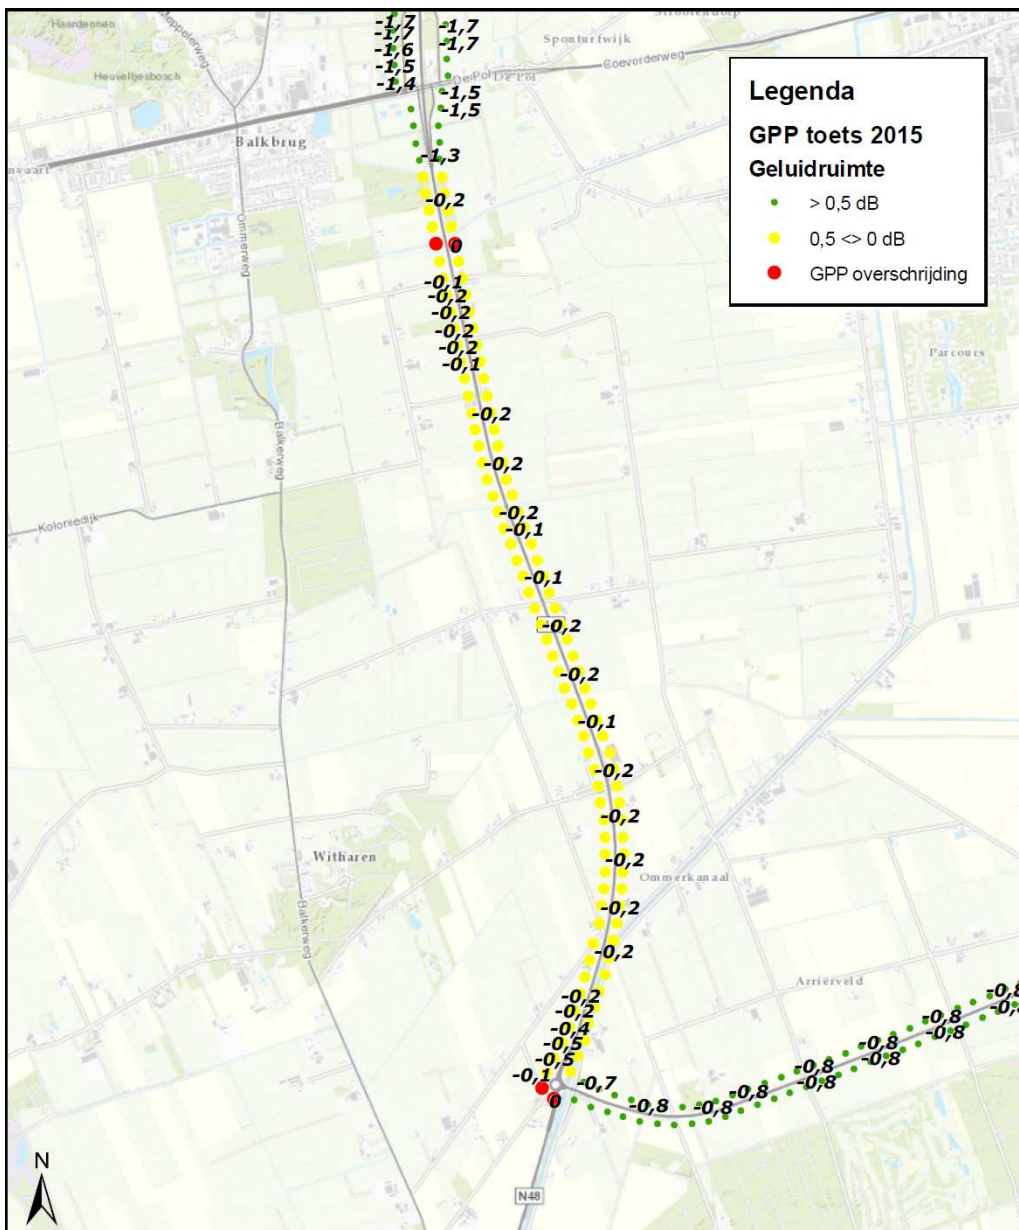 Haardennen
Meppelerweg
Heuveltjesbosch
-1,7
-1,7
-1,6
-1,5
-1,4
-1,7
-1,7
-1,5
-1,5
Sponturfwijk
Coevorderweg
De Pol
De Pol
Balkbrug
nvaart
Ommerweg
-1,3
-0,2
0
-0,1
-0,2
-0,2
-0,2
-0,2
-0,1
Legenda
GPP toets 2015
Geluidruimte
> 0,5 dB
0,5 <> 0 dB
GPP overschrijding
Parcours
-0,2
Balkerweg
-0,2
Koloniedijk
-0,2
-0,1
-0,1
-0,2
-0,2
-0,1
-0,2
-0,2
Witharen
-0,2
Ommerkanaal
-0,2
Balkerweg
-0,2
Arriërveld
-0,2
-0,2
-0,4
-0,5
-0,5
-0,1
0
-0,7
-0,8
-0,8
-0,8
-0,8
-0,8
-0,8
-0,8
-0,8
-0,8
-0,8
-0,8
N
N48